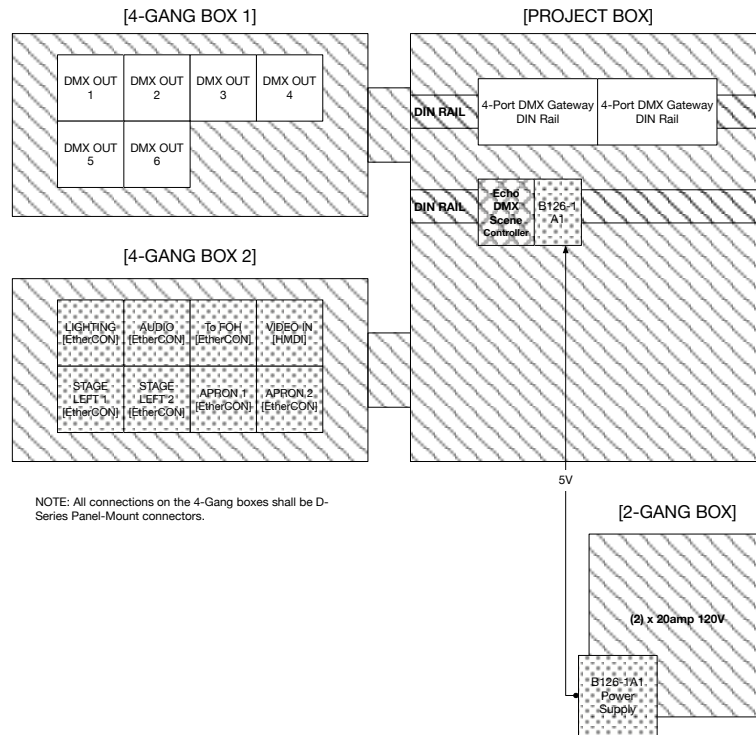 [4-GANG BOX 1]
DMX OUT
1
DMX OUT
2
DMX OUT
3
DMX OUT
4
DMX OUT
5
DMX OUT
6
[PROJECT BOX]
DIN RAIL
4-Port DMX Gateway
DIN Rail
4-Port DMX Gateway
DIN Rail
DIN RAIL
Echo
DMX
Scene
Controller
B126-1
A1
[4-GANG BOX 2]
LIGHTING
[EtherCON]
AUDIO
[EtherCON]
To FOH
[EtherCON]
VIDEO IN
[HMDI]
STAGE
LEFT 1
[EtherCON]
STAGE
LEFT 2
[EtherCON]
APRON 1
[EtherCON]
APRON 2
[EtherCON]
NOTE: All connections on the 4-Gang boxes shall be D-
Series Panel-Mount connectors.
5V
[2-GANG BOX]
(2) x 20amp 120V
B126-1A1
Power
Supply